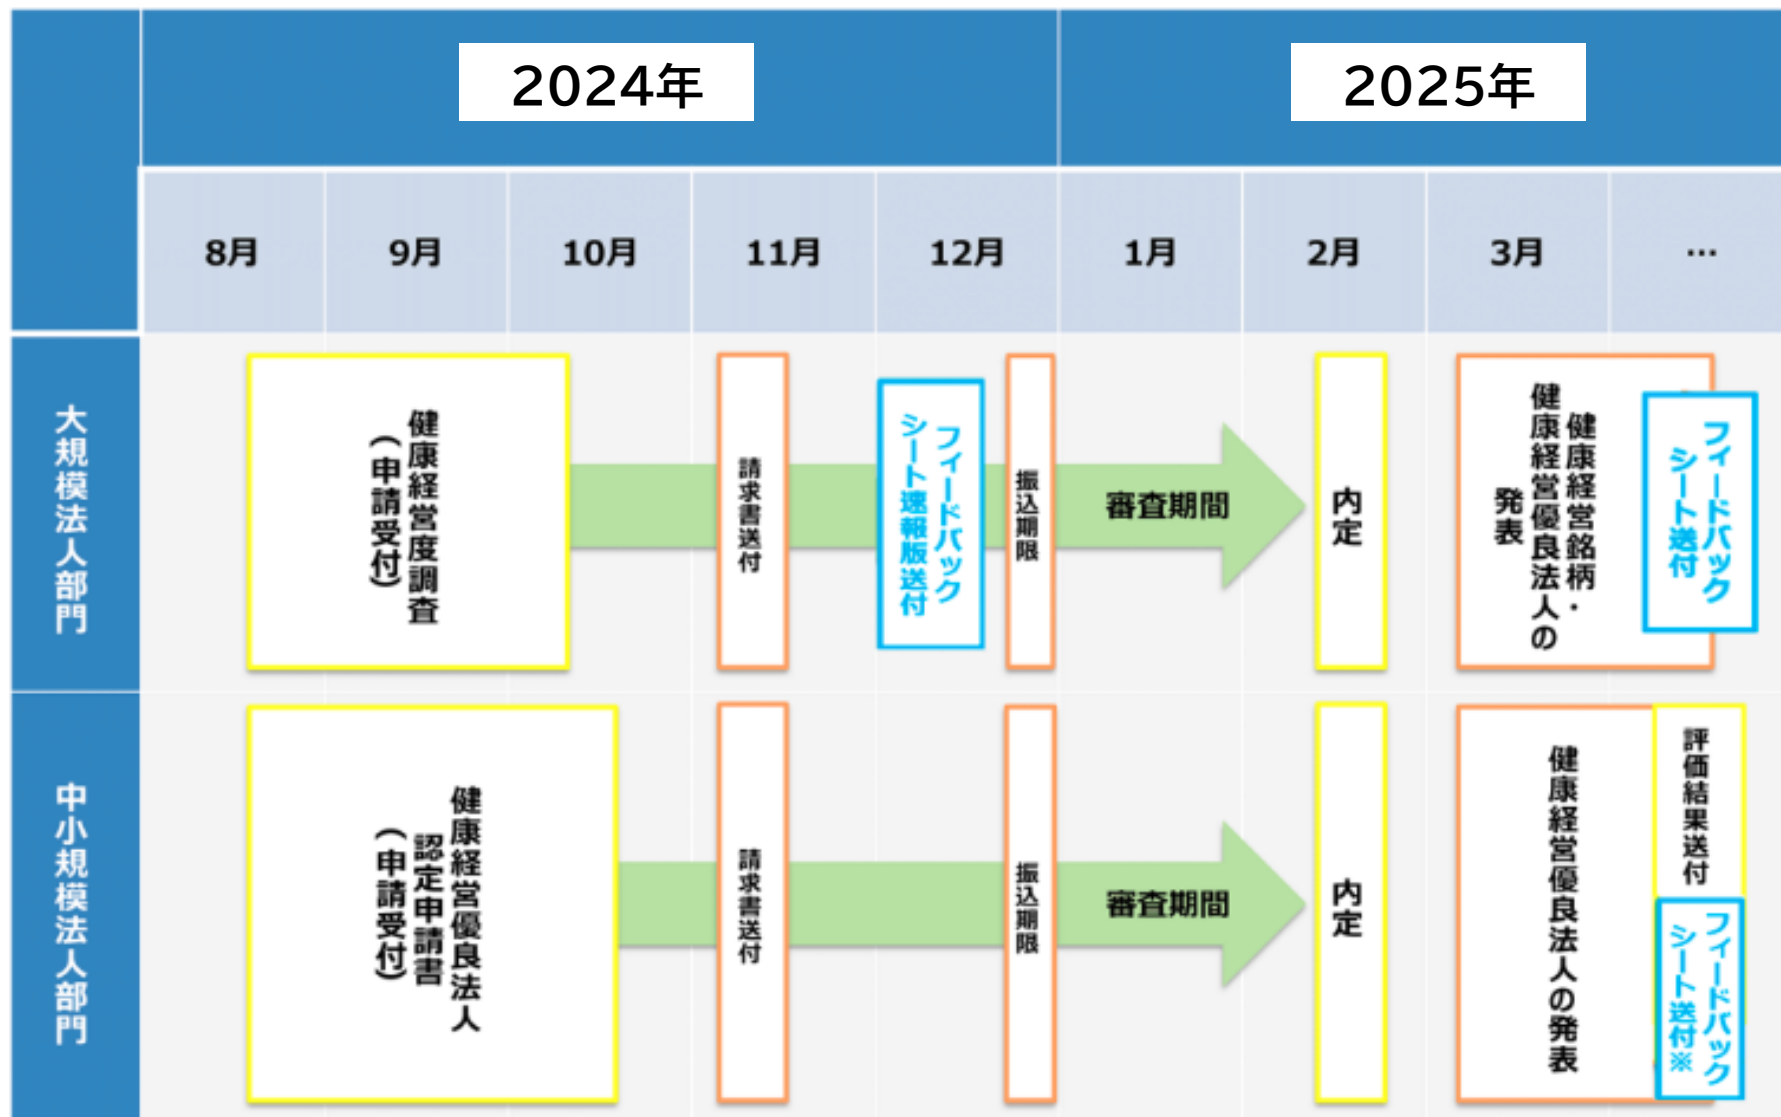 2024年
2025年
8月
9月
10月
11月
12月
1月
2月
3月
…
大規模法人部門
健康経営度調査
（申請受付）
請求書送付
フィードバック
シート速報版送付
振込期限
審査期間
内定
健康経営銘柄・
健康経営優良法人の
発表
フィードバック
シート送付
中小規模法人部門
健康経営優良法人
認定申請書
（申請受付）
請求書送付
振込期限
審査期間
内定
健康経営優良法人の発表
評価結果送付
フィードバック
シート送付※